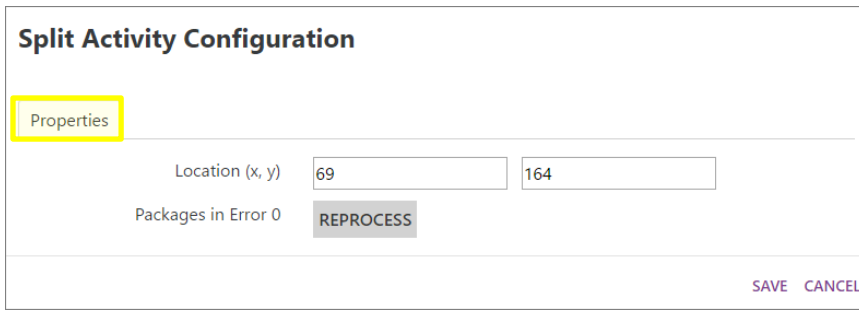 Split Activity Configuration
Properties
Location (x, y) 69 164
Packages in Error 0 REPROCESS
SAVE CANCEL